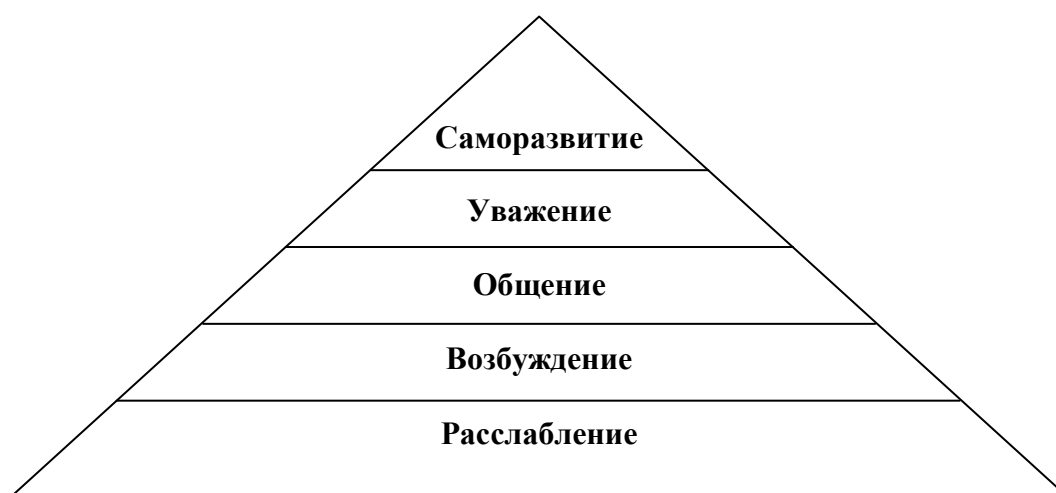 Саморазвитие
Уважение
Общение
Возбуждение
Расслабление